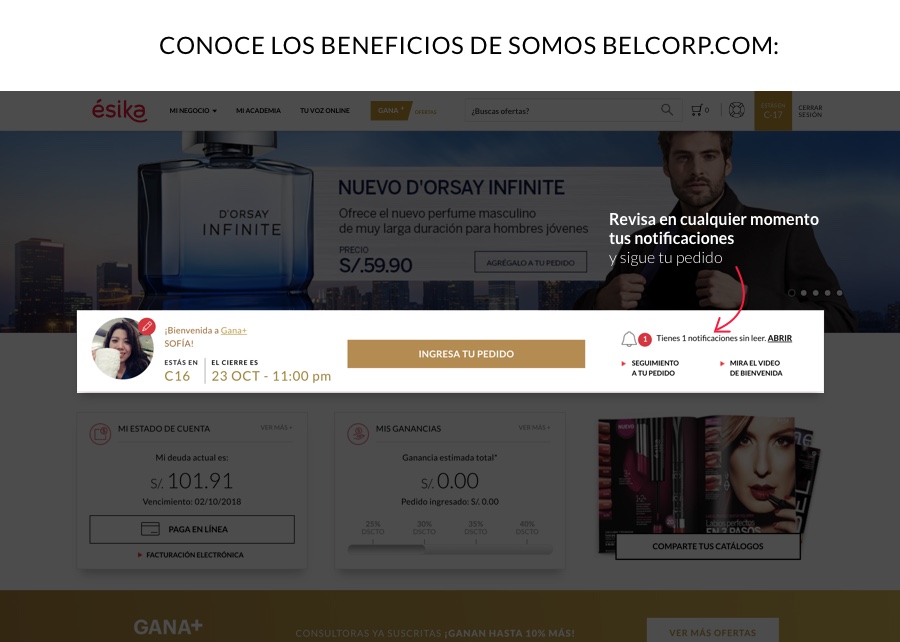 CONOCE LOS BENEFICIOS DE SOMOS BELCORP.COM:
ésika
MI NEGOCIO
MI ACADEMIA
TU VOZ ONLINE
GANA+
¿Buscas ofertas?
0
C-17
CERRAR
SESIÓN
D'ORSAY
INFINITE
NUEVO D'ORSAY INFINITE
Ofrece el nuevo perfume masculino
de muy larga duración para hombres jóvenes
PRECIO
S/.59.90
AGRÉGALO A TU PEDIDO
Revisa en cualquier momento
tus notificaciones
y sigue tu pedido
¡Bienvenida a Gana+
SOFÍA!
ESTÁS EN
C16
EL CIERRE ES
23 OCT - 11:00 pm
INGRESA TU PEDIDO
1
Tienes 1 notificaciones sin leer. ABRIR
SEGUIMIENTO
A TU PEDIDO
MIRA EL VIDEO
DE BIENVENIDA
MI ESTADO DE CUENTA
VER MÁS +
Mi deuda actual es:
S/. 101.91
Vencimiento: 02/10/2018
PAGA EN LÍNEA
FACTURACIÓN ELECTRÓNICA
MIS GANANCIAS
VER MÁS +
Ganancia estimada total*
S/. 0.00
Pedido ingresado: S/. 0.00
25%
DSCTO
30%
DSCTO
35%
DSCTO
40%
DSCTO
NUEVO
Labios perfectos
EN 3 PASOS
COMPARTE TUS CATÁLOGOS
GANA+
CONSULTORAS YA SUSCRITAS ¡GANAN HASTA 10% MÁS!
VER MÁS OFERTAS